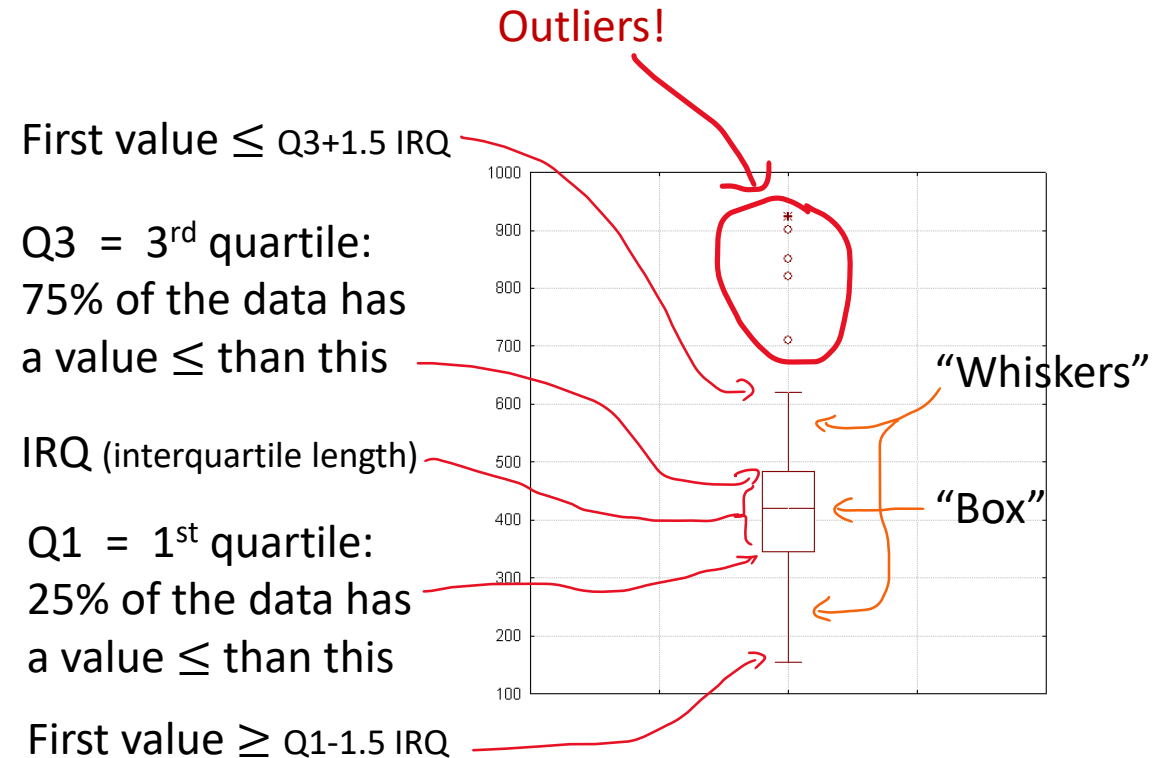 Outliers!
First value ≤ Q3+1.5 IRQ
Q3 = 3rd quartile:
75% of the data has
a value ≤ than this
IRQ (interquartile length)
Q1 = 1st quartile:
25% of the data has
a value ≤ than this
First value ≥ Q1-1.5 IRQ
1000
900
800
700
600
500
400
300
200
100
“Whiskers”
“Box”